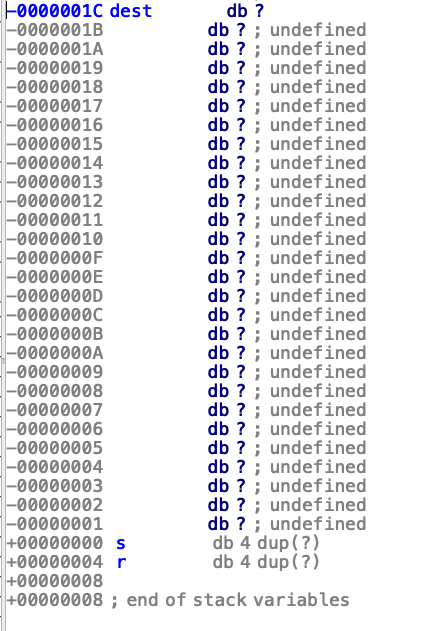 -0000001C dest db ?
-0000001B db ? ; undefined
-0000001A db ? ; undefined
-00000019 db ? ; undefined
-00000018 db ? ; undefined
-00000017 db ? ; undefined
-00000016 db ? ; undefined
-00000015 db ? ; undefined
-00000014 db ? ; undefined
-00000013 db ? ; undefined
-00000012 db ? ; undefined
-00000011 db ? ; undefined
-00000010 db ? ; undefined
-0000000F db ? ; undefined
-0000000E db ? ; undefined
-0000000D db ? ; undefined
-0000000C db ? ; undefined
-0000000B db ? ; undefined
-0000000A db ? ; undefined
-00000009 db ? ; undefined
-00000008 db ? ; undefined
-00000007 db ? ; undefined
-00000006 db ? ; undefined
-00000005 db ? ; undefined
-00000004 db ? ; undefined
-00000003 db ? ; undefined
-00000002 db ? ; undefined
-00000001 db ? ; undefined
+00000000 s db 4 dup(?)
+00000004 r db 4 dup(?)
+00000008
+00000008 ; end of stack variables